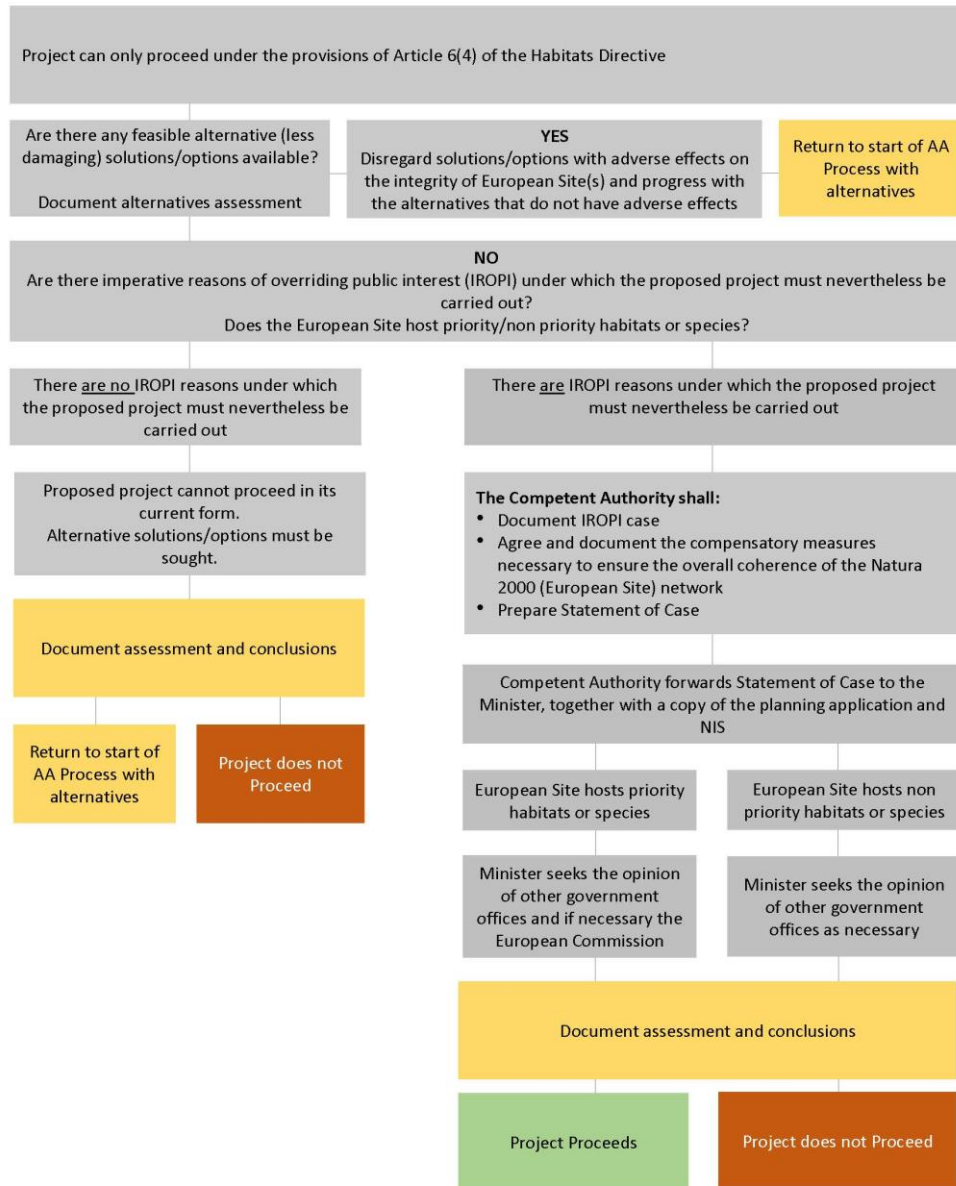 Project can only proceed under the provisions of Article 6(4) of the Habitats Directive
Are there any feasible alternative (less
damaging) solutions/options available?
Document alternatives assessment
YES
Disregard solutions/options with adverse effects on
the integrity of European Site(s) and progress with
the alternatives that do not have adverse effects
Return to start of AA
Process with
alternatives
NO
Are there imperative reasons of overriding public interest (IROPI) under which the proposed project must nevertheless be
carried out?
Does the European Site host priority/non priority habitats or species?
There are no IROPI reasons under which
the proposed project must nevertheless be
carried out
There are IROPI reasons under which the proposed project
must nevertheless be carried out
Proposed project cannot proceed in its
current form.
Alternative solutions/options must be
sought.
The Competent Authority shall:
• Document IROPI case
• Agree and document the compensatory measures
necessary to ensure the overall coherence of the Natura
2000 (European Site) network
• Prepare Statement of Case
Document assessment and conclusions
Competent Authority forwards Statement of Case to the
Minister, together with a copy of the planning application and
NIS
Return to start of
AA Process with
alternatives
Project does not
Proceed
European Site hosts priority
habitats or species
European Site hosts non
priority habitats or species
Minister seeks the opinion
of other government
offices and if necessary the
European Commission
Minister seeks the opinion
of other government
offices as necessary
Document assessment and conclusions
Project Proceeds
Project does not Proceed